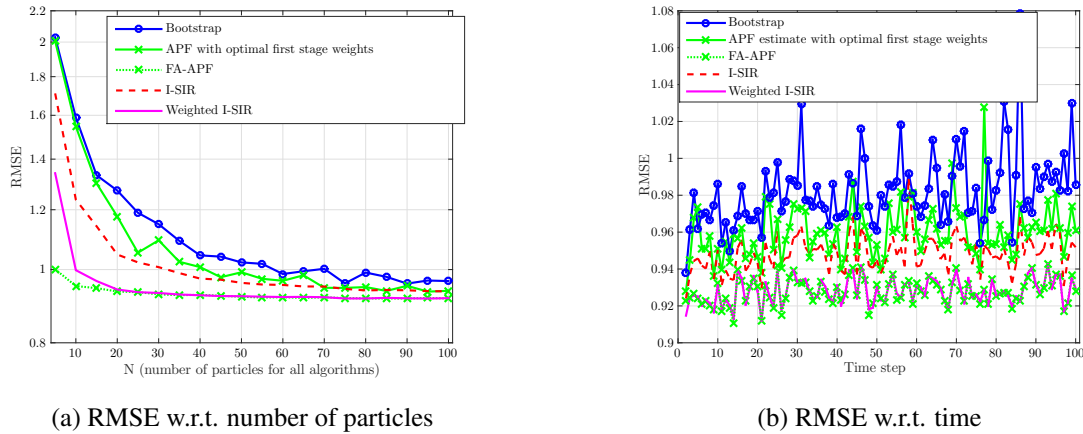 2.2
2
1.8
1.6
1.4
1.2
1
0.8
RMSE
Bootstrap
APF with optimal first stage weights
FA-APF
I-SIR
Weighted I-SIR
10 20 30 40 50 60 70 80 90 100
N (number of particles for all algorithms)
(a) RMSE w.r.t. number of particles
1.08
1.06
1.04
1.02
1
0.98
0.96
0.94
0.92
0.9
RMSE
Bootstrap
APF estimate with optimal first stage weights
FA-APF
I-SIR
Weighted I-SIR
0 10 20 30 40 50 60 70 80 90 100
Time step
(b) RMSE w.r.t. time